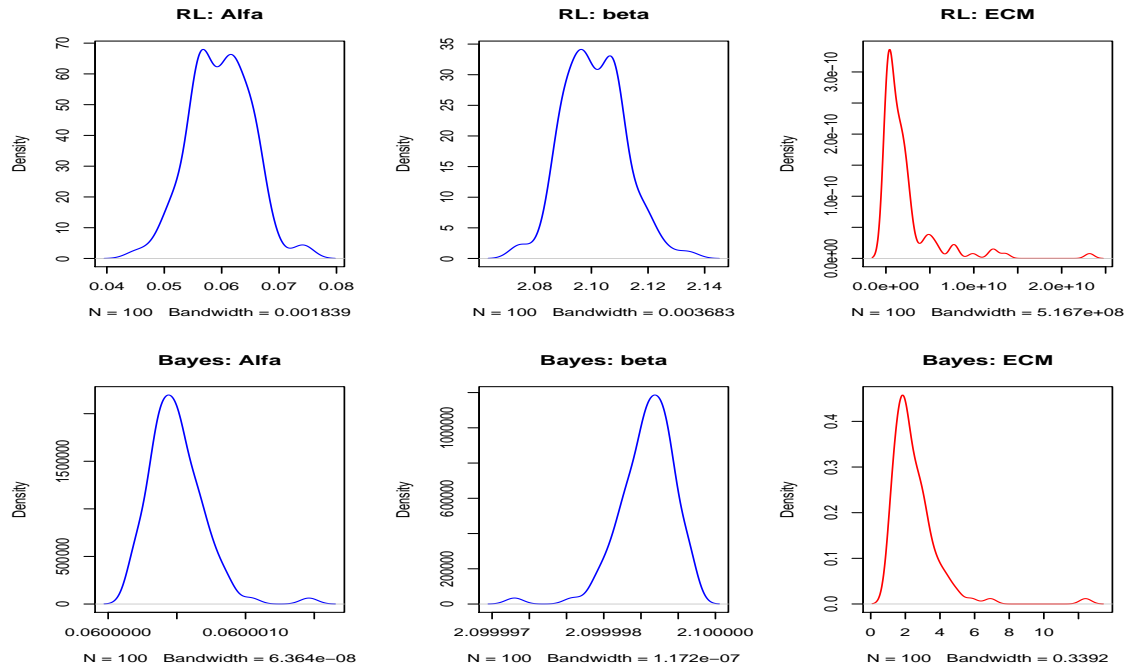 RL: Alfa
Density
0 10 20 30 40 50 60 70
0.04 0.05 0.06 0.07 0.08
N = 100 Bandwidth = 0.001839
RL: beta
Density
0 5 10 15 20 25 30 35
2.08 2.10 2.12 2.14
N = 100 Bandwidth = 0.003683
RL: ECM
Density
0.0e+00 1.0e−10 2.0e−10 3.0e−10
0.0e+00 1.0e+10 2.0e+10
N = 100 Bandwidth = 5.167e+08
Bayes: Alfa
Density
0 500000 1500000
0.0600000 0.0600010
N = 100 Bandwidth = 6.364e−08
Bayes: beta
Density
0 200000 600000 1000000
2.099997 2.099998 2.100000
N = 100 Bandwidth = 1.172e−07
Bayes: ECM
Density
0.0 0.1 0.2 0.3 0.4
0 2 4 6 8 10
N = 100 Bandwidth = 0.3392